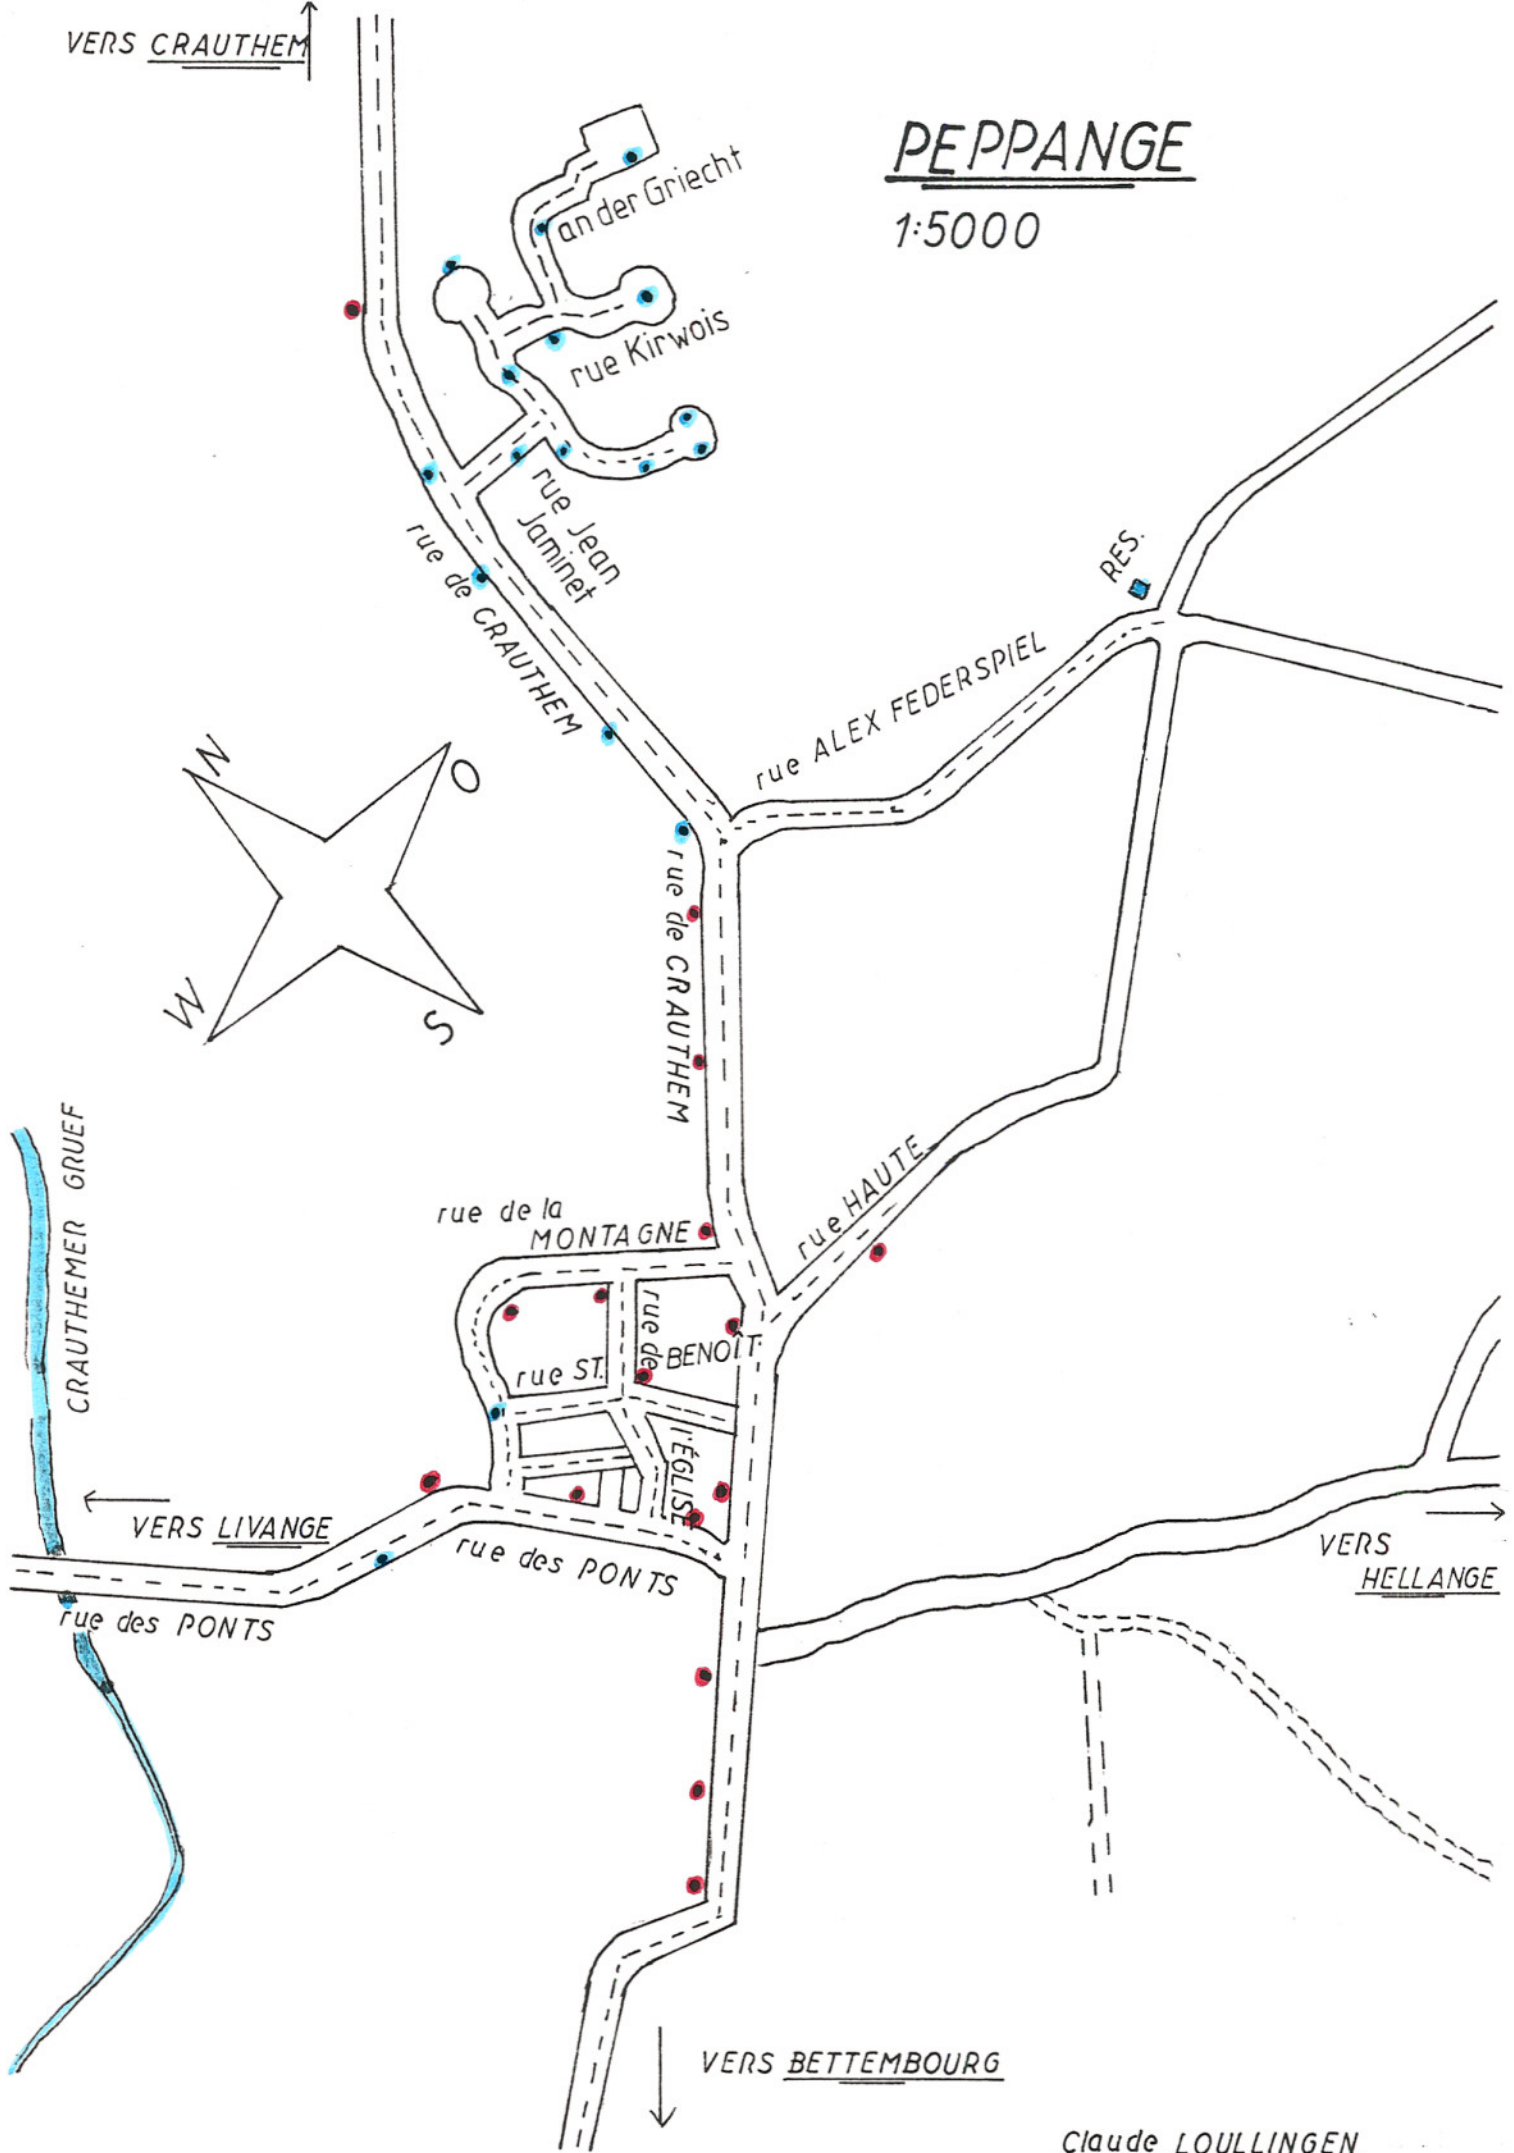 VERS CRAUTHEM
PEPPANGE
1:5000
an der Griecht
rue Kirwois
rue Jean
Jaminet
rue de CRAUTHEM
RES.
rue ALEX FEDERSPIEL
N
O
W
S
rue de CRAUTHEM
CRAUTHEMER GRUEF
rue de la
MONTAGNE
rue HAUTE
rue de
l'ÉGLISE
rue ST. BENOÎT
VERS LIVANGE
rue des PONTS
rue des PONTS
VERS
HELLANGE
VERS BETTEMBOURG
Claude LOULLINGEN